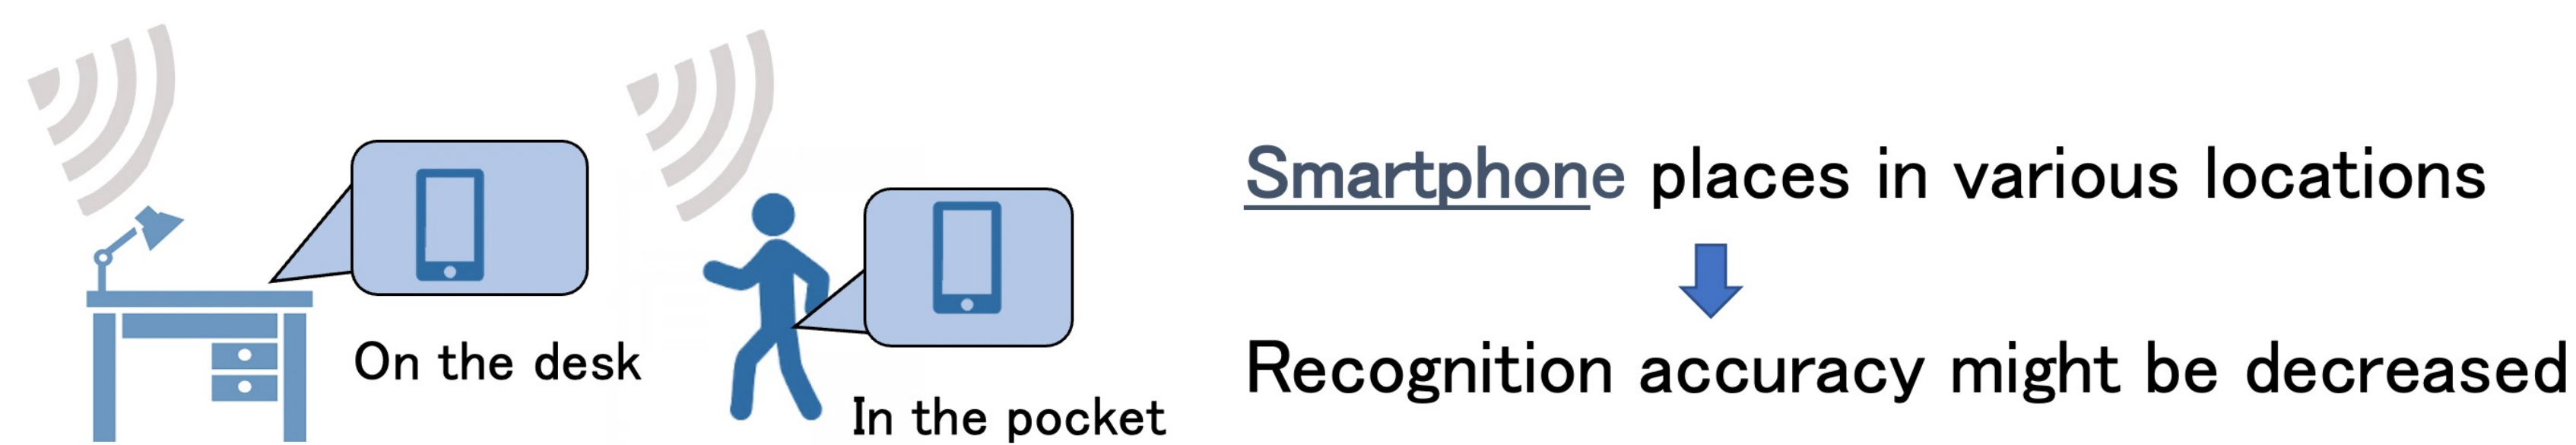 On the desk
In the pocket
Smartphone places in various locations
Recognition accuracy might be decreased